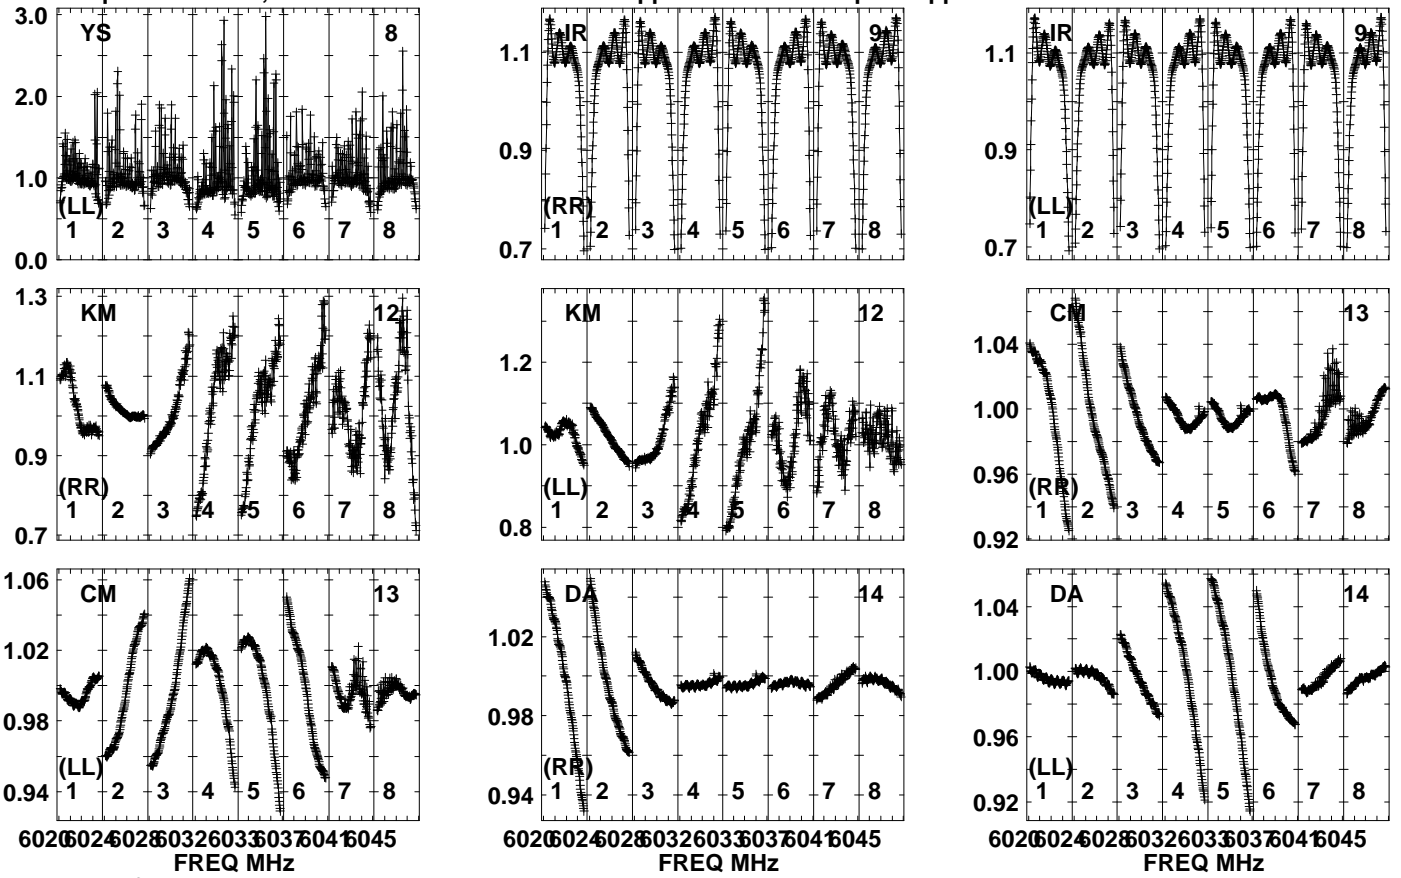 3.0 YS 8
2.0
1.0
(LL)
1 2 3 4 5 6 7 8
0.0
IR 9
1.1
0.9
(RR)
1 2 3 4 5 6 7 8
0.7
IR 9
1.1
0.9
(LL)
1 2 3 4 5 6 7 8
0.7
1.3 KM 12
1.1
0.9
(RR)
1 2 3 4 5 6 7 8
0.7
KM 12
1.2
1.0
(LL)
1 2 3 4 5 6 7 8
0.8
CM 13
1.04
1.00
0.96
(RR)
1 2 3 4 5 6 7 8
0.92
1.06 CM 13
1.02
0.98
(LL)
0.94 1 2 3 4 5 6 7 8
6020 6024 6028 6032 6033 6037 6041 6045
FREQ MHz
DA 14
1.02
0.98
(RR)
0.94 1 2 3 4 5 6 7 8
6020 6024 6028 6032 6033 6037 6041 6045
FREQ MHz
DA 14
1.04
1.00
0.96
(LL)
0.92 1 2 3 4 5 6 7 8
6020 6024 6028 6032 6033 6037 6041 6045
FREQ MHz